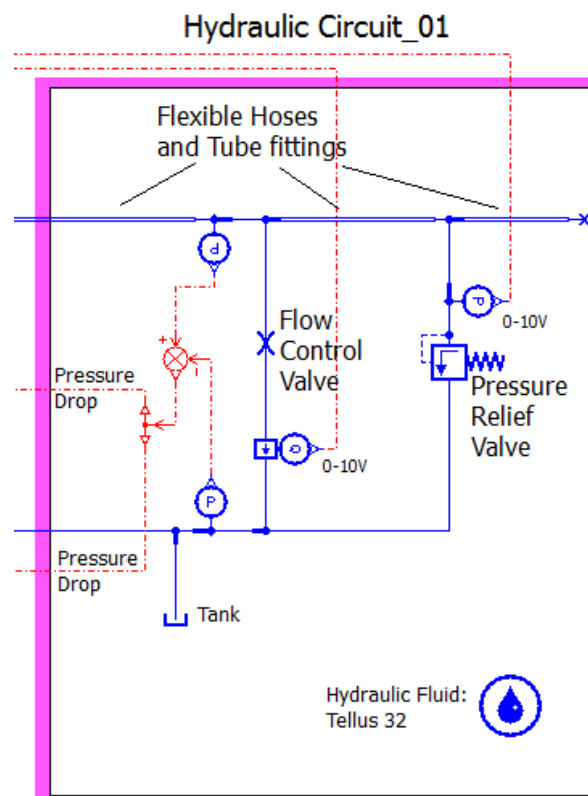 Hydraulic Circuit_01
Flexible Hoses
and Tube fittings
P
P
0-10V
Flow
Control
Valve
+
Pressure
Drop
Pressure
Relief
Valve
Q
0-10V
P
Pressure
Drop
Tank
Hydraulic Fluid:
Tellus 32